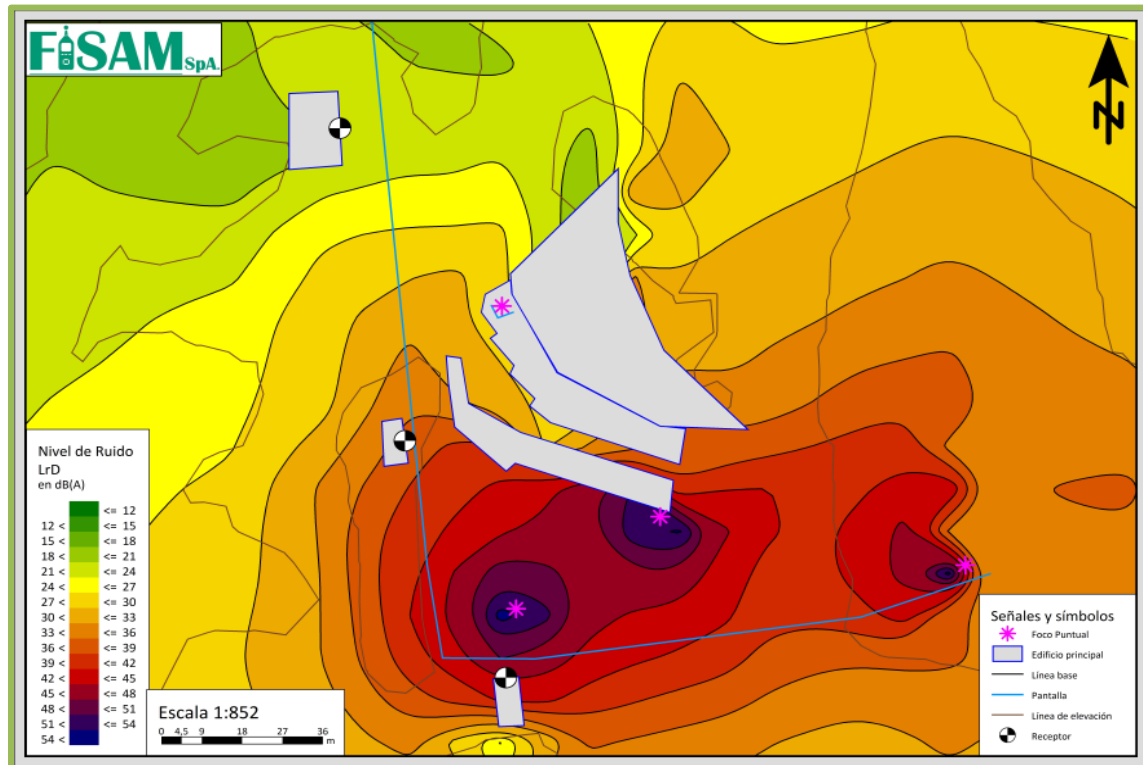 FiSAM SpA.
N
Nivel de Ruido
LrD
en dB(A)
<= 12
12 < <= 15
15 < <= 18
18 < <= 21
21 < <= 24
24 < <= 27
27 < <= 30
30 < <= 33
33 < <= 36
36 < <= 39
39 < <= 42
42 < <= 45
45 < <= 48
48 < <= 51
51 < <= 54
54 <
Escala 1:852
0 4,5 9 18 27 36
m
Señales y símbolos
Foco Puntual
Edificio principal
Línea base
Pantalla
Línea de elevación
Receptor